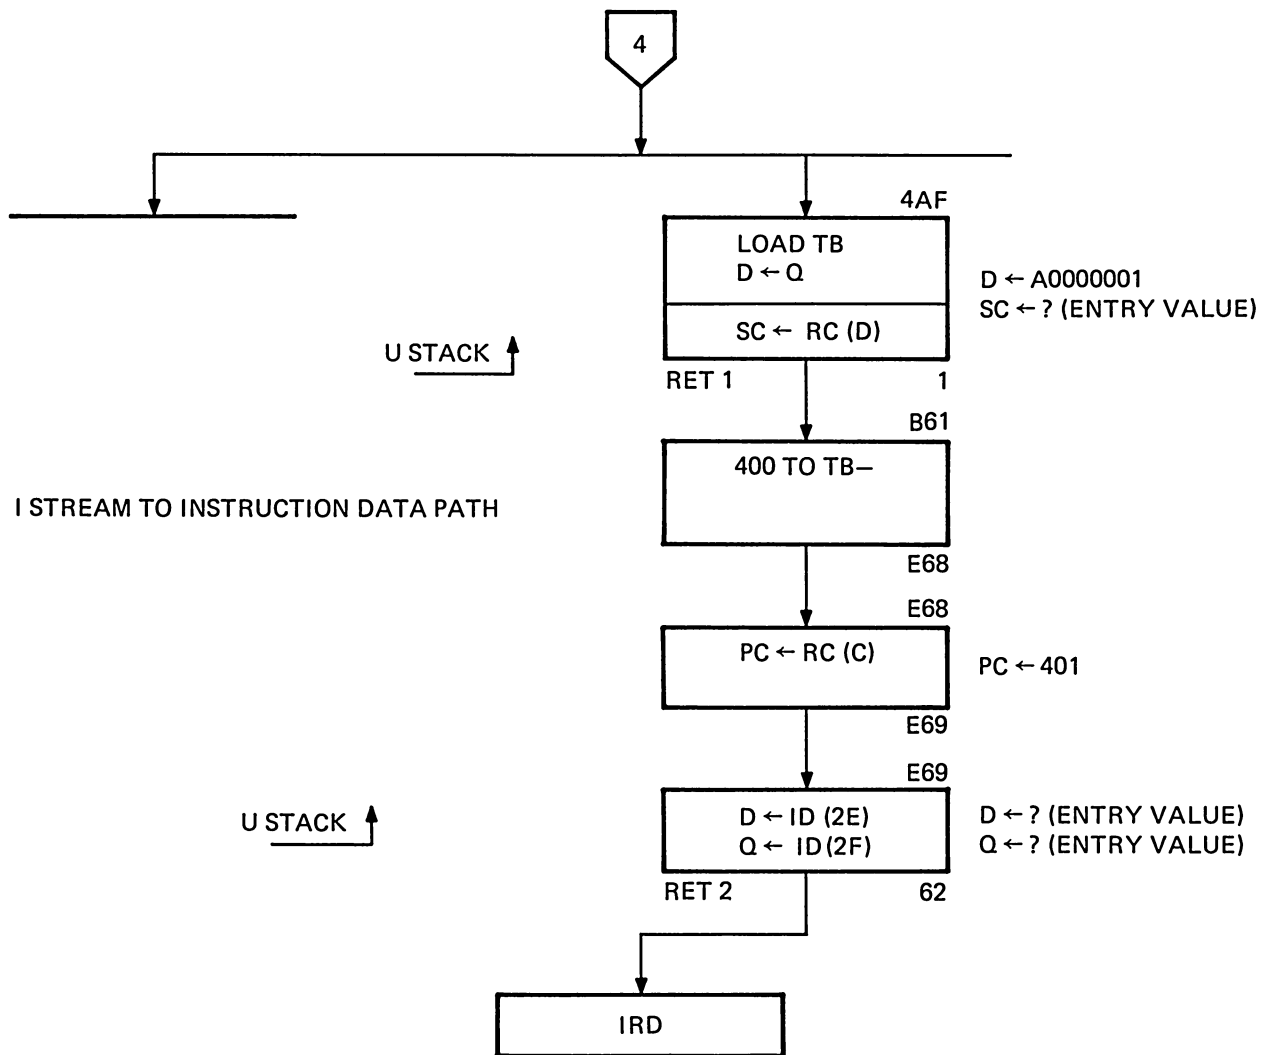 4
4AF
LOAD TB
D ← Q
SC ← RC (D)
D ← A0000001
SC ← ? (ENTRY VALUE)
U STACK
RET 1
1
B61
400 TO TB–
I STREAM TO INSTRUCTION DATA PATH
E68
E68
PC ← RC (C)
PC ← 401
E69
E69
D ← ID (2E)
Q ← ID (2F)
D ← ? (ENTRY VALUE)
Q ← ? (ENTRY VALUE)
U STACK
RET 2
62
IRD